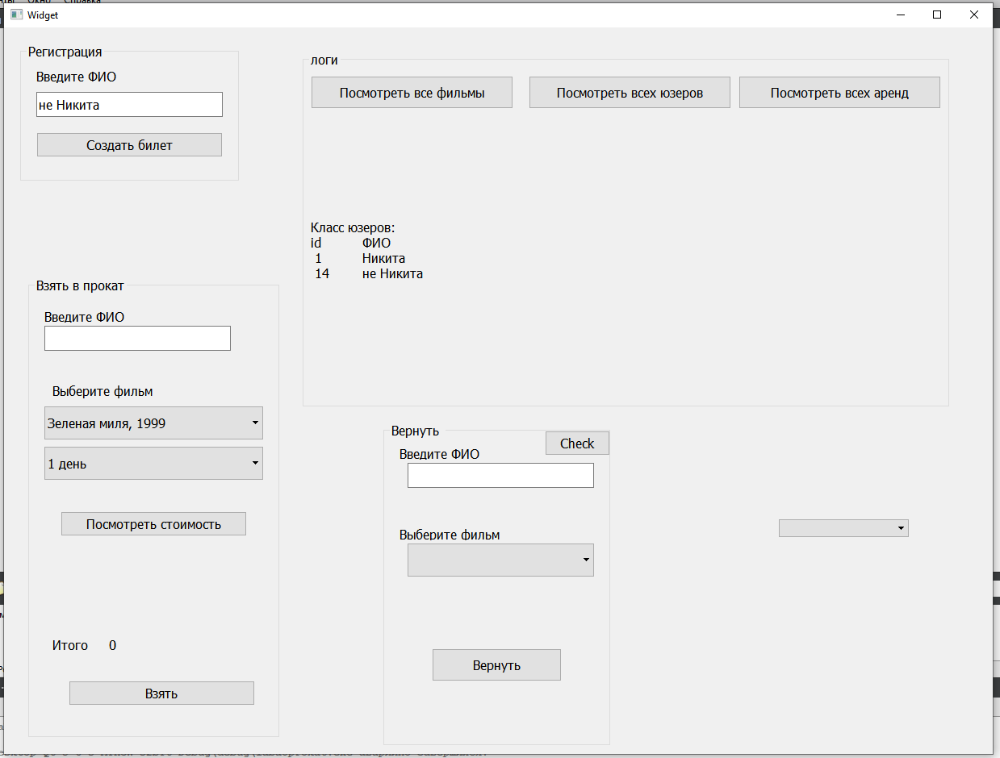 Окно Справка
Widget
Регистрация
Введите ФИО
не Никита
Создать билет
логи
Посмотреть все фильмы Посмотреть всех юзеров Посмотреть всех аренд
Класс юзеров:
id ФИО
1 Никита
14 не Никита
Взять в прокат
Введите ФИО
Выберите фильм
Зеленая миля, 1999
1 день
Посмотреть стоимость
Итого 0
Взять
Вернуть
Check
Введите ФИО
Выберите фильм
Вернуть